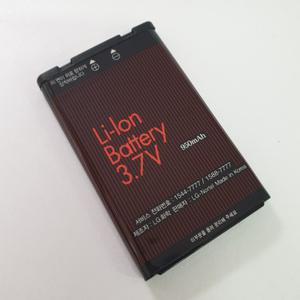 Li-Ion
Battery
3.7V
950mAh
서비스 전화번호 : 1544-7777 / 1588-7777
제조자 : LG화학 판매자 : LG-Nortel Made in Korea